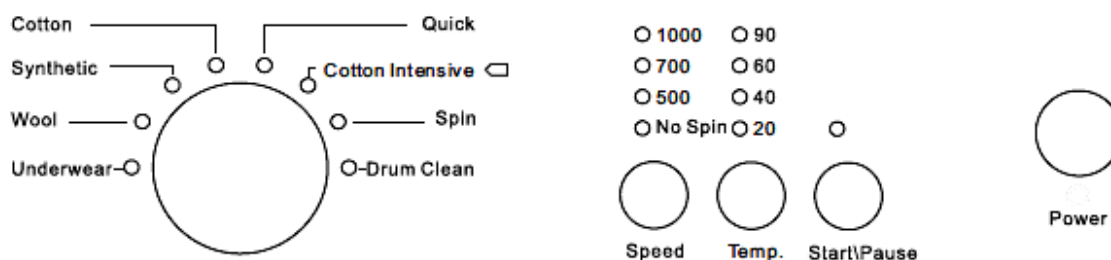 Cotton
Quick
Synthetic
Cotton Intensive
Wool
Spin
Underwear
Drum Clean
1000 90
700 60
500 40
No Spin 20
Speed Temp. Start\Pause
Power